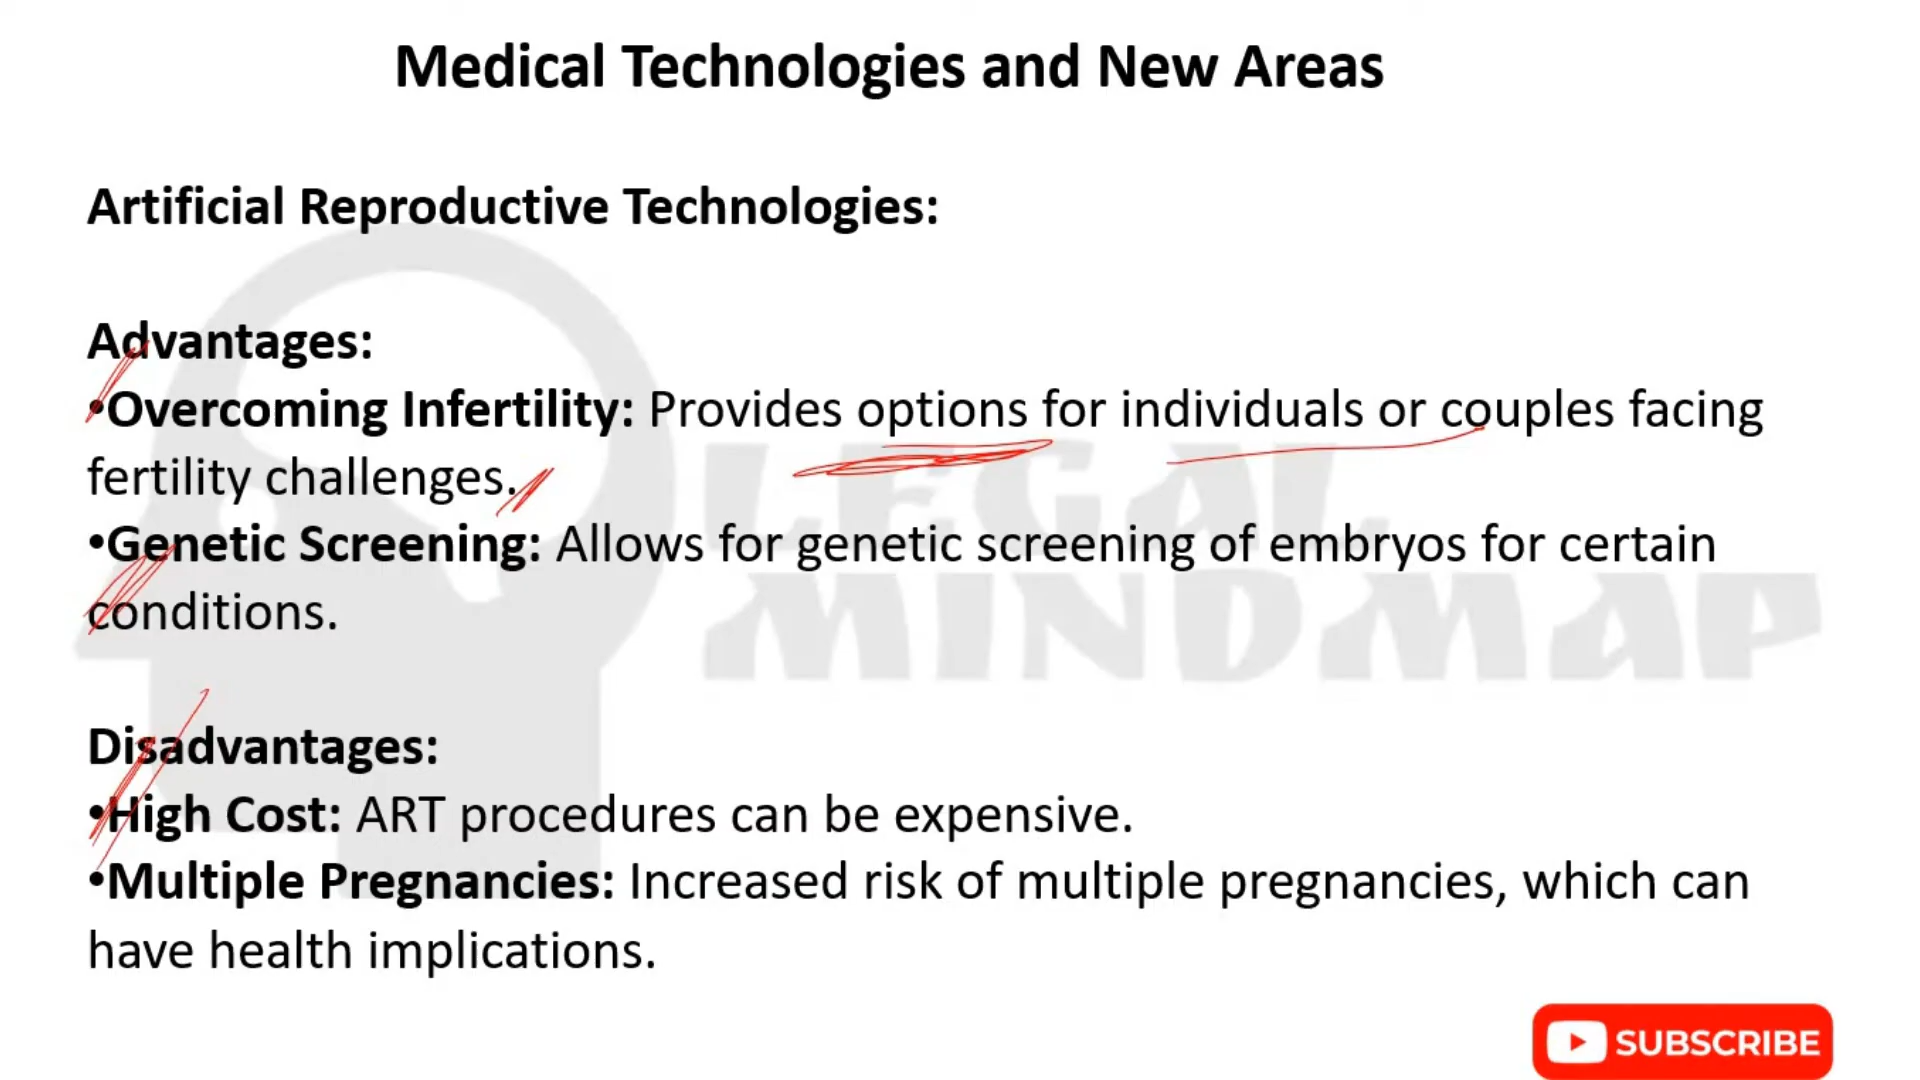 Medical Technologies and New Areas
Artificial Reproductive Technologies:
Advantages:
•Overcoming Infertility: Provides options for individuals or couples facing
fertility challenges.
•Genetic Screening: Allows for genetic screening of embryos for certain
conditions.
LEGAL
MINDMAP
Disadvantages:
•High Cost: ART procedures can be expensive.
•Multiple Pregnancies: Increased risk of multiple pregnancies, which can
have health implications.
SUBSCRIBE